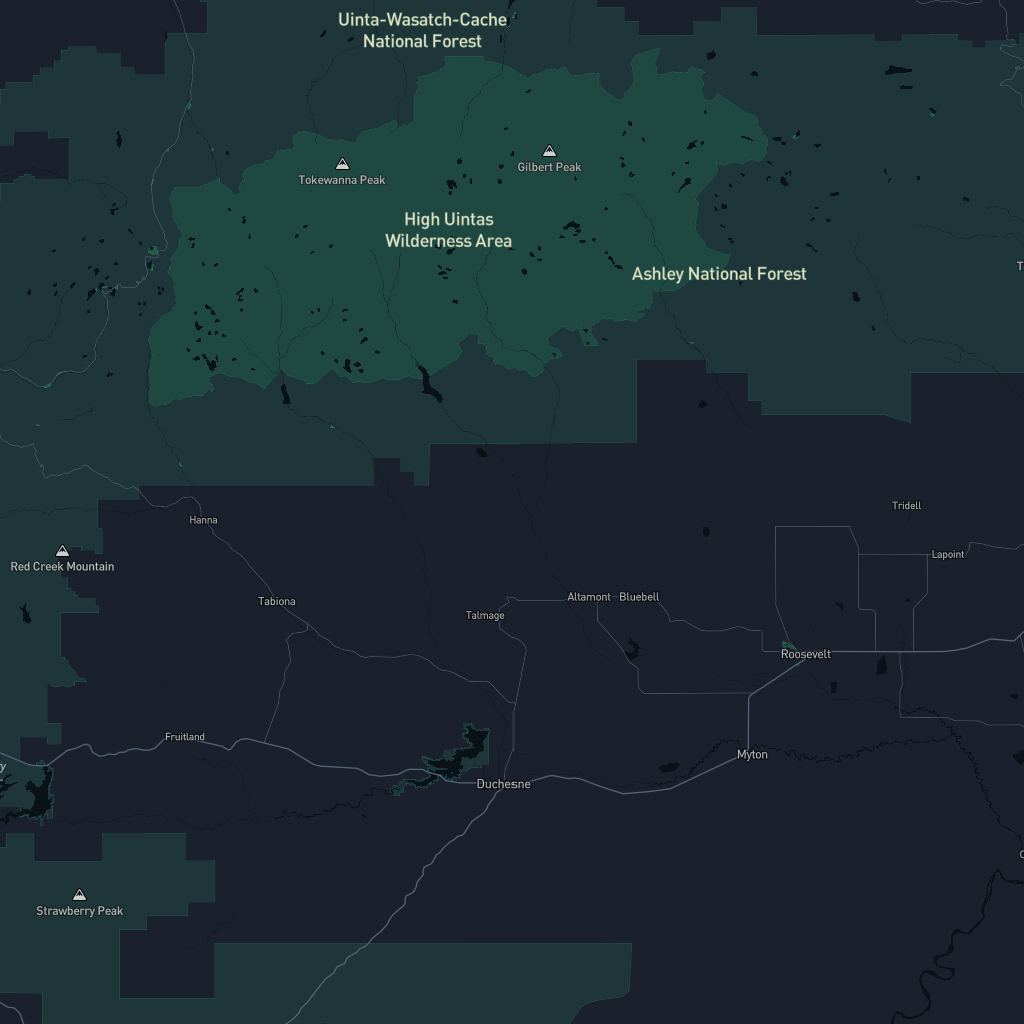 Uinta-Wasatch-Cache
National Forest
Gilbert Peak
Tokewanna Peak
High Uintas
Wilderness Area
Ashley National Forest
Tridell
Hanna
Lapoint
Red Creek Mountain
Altamont
Bluebell
Tabiona
Talmage
Roosevelt
Fruitland
Myton
Duchesne
Strawberry Peak